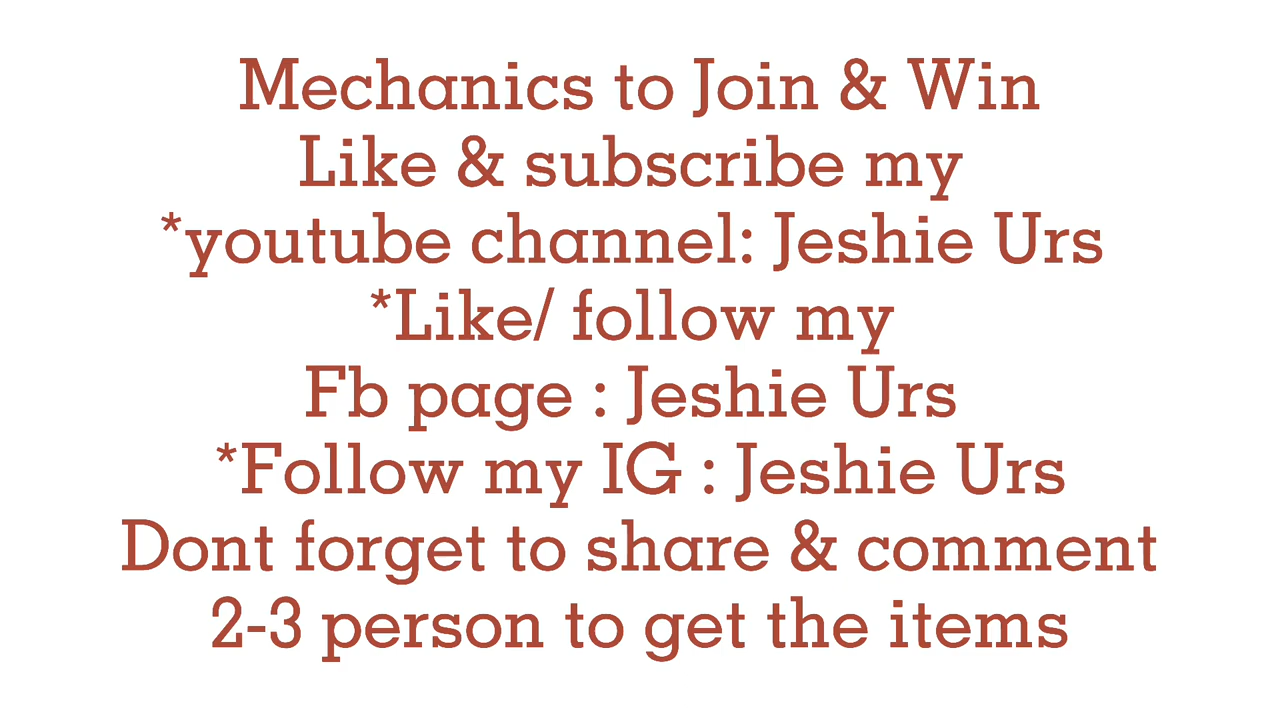 Mechanics to Join & Win
Like & subscribe my
*youtube channel: Jeshie Urs
*Like/ follow my
Fb page : Jeshie Urs
*Follow my IG : Jeshie Urs
Dont forget to share & comment
2-3 person to get the items